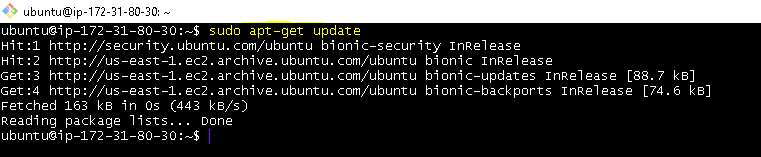 ubuntu@ip-172-31-80-30: ~
ubuntu@ip-172-31-80-30:~$ sudo apt-get update
Hit:1 http://security.ubuntu.com/ubuntu bionic-security InRelease
Hit:2 http://us-east-1.ec2.archive.ubuntu.com/ubuntu bionic InRelease
Get:3 http://us-east-1.ec2.archive.ubuntu.com/ubuntu bionic-updates InRelease [88.7 kB]
Get:4 http://us-east-1.ec2.archive.ubuntu.com/ubuntu bionic-backports InRelease [74.6 kB]
Fetched 163 kB in 0s (443 kB/s)
Reading package lists... Done
ubuntu@ip-172-31-80-30:~$